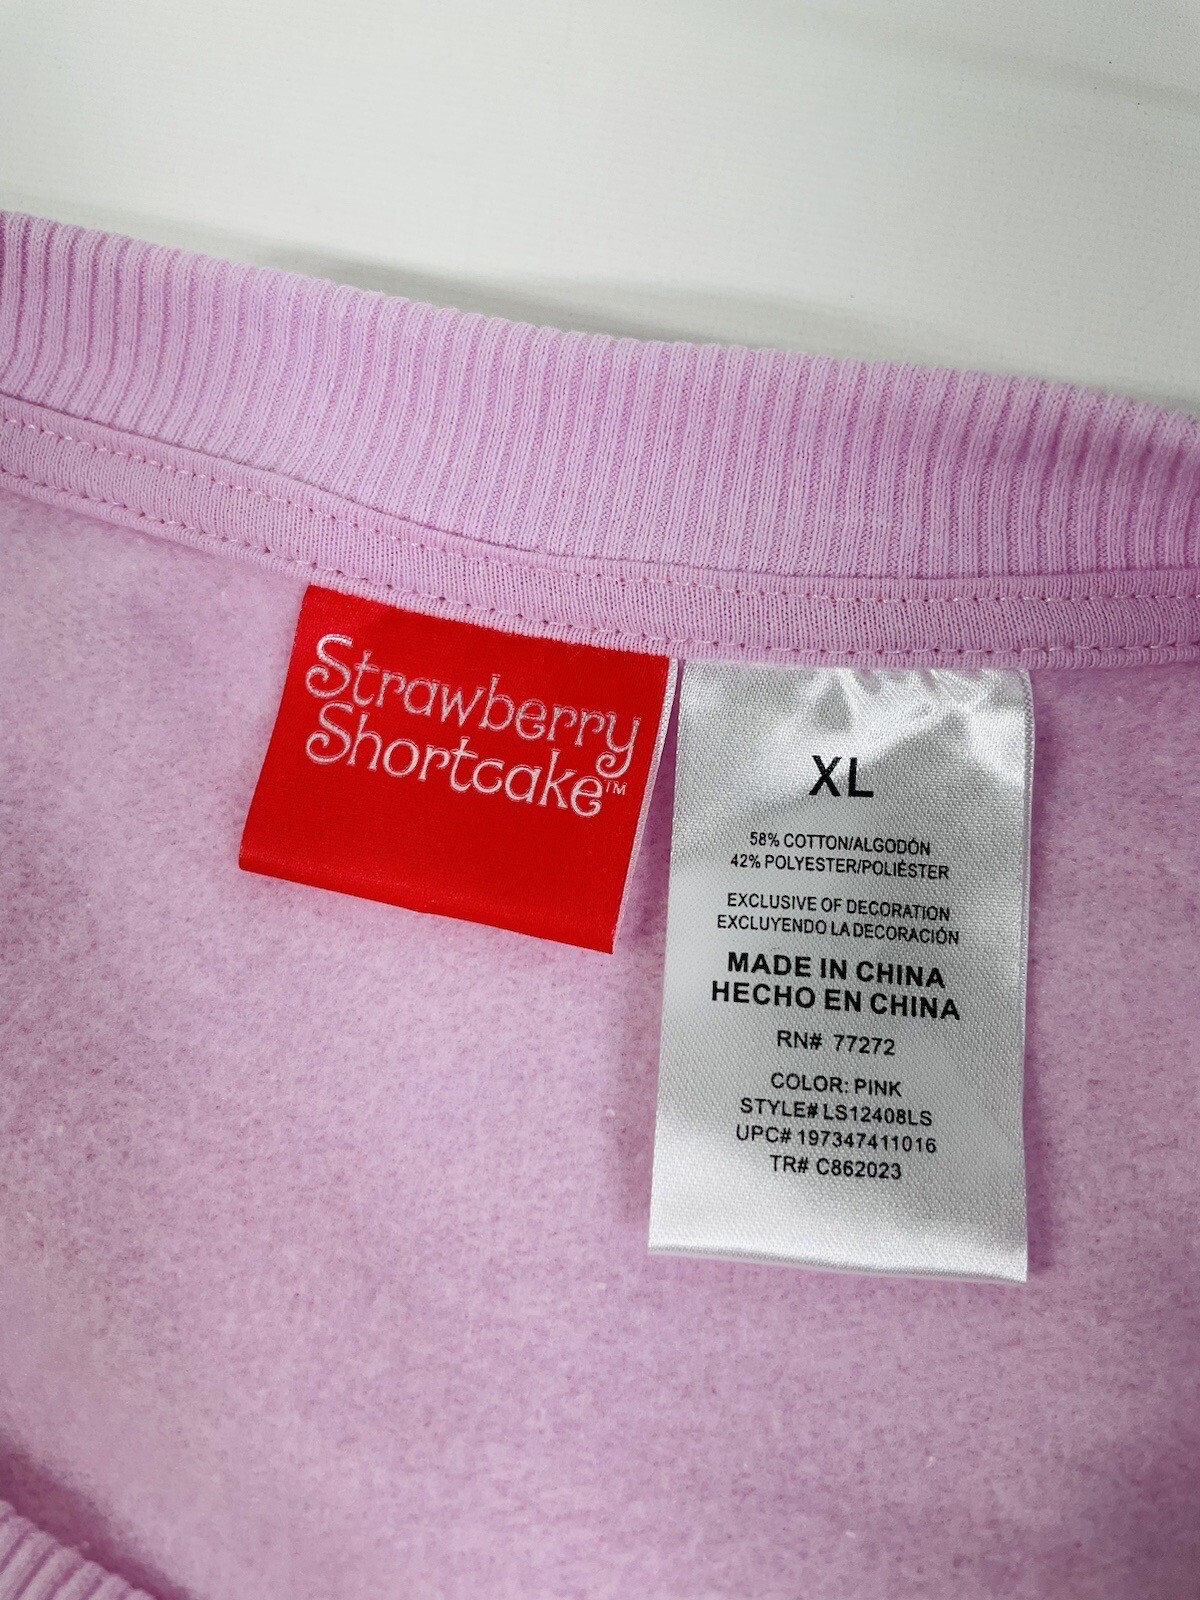 Strawberry
Shortcake™
XL
58% COTTON/ALGODÓN
42% POLYESTER/POLIÉSTER
EXCLUSIVE OF DECORATION
EXCLUYENDO LA DECORACIÓN
MADE IN CHINA
HECHO EN CHINA
RN# 77272
COLOR: PINK
STYLE# LS12408LS
UPC# 197347411016
TR# C862023